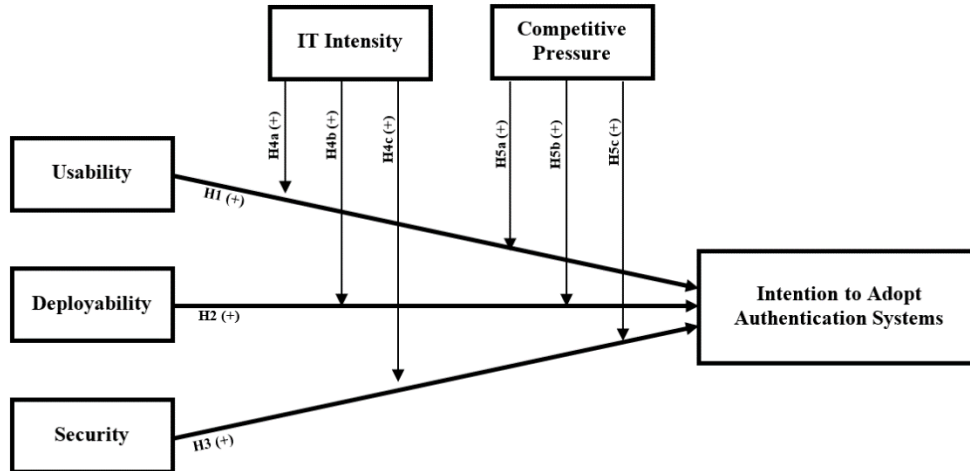 IT Intensity
Competitive
Pressure
H4a (+)
H4b (+)
H4c (+)
H5a (+)
H5b (+)
H5c (+)
Usability
H1 (+)
Deployability
H2 (+)
Intention to Adopt
Authentication Systems
Security
H3 (+)